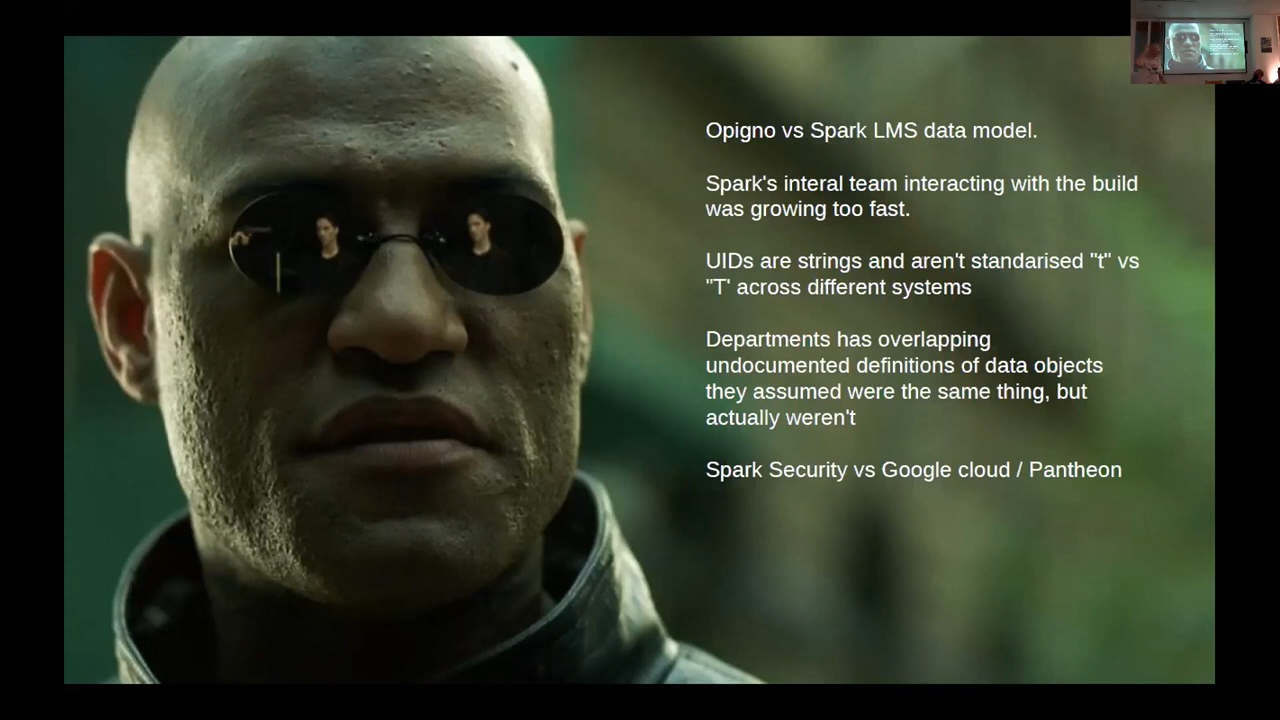 Opigno vs Spark LMS data model.
Spark's interal team interacting with the build
was growing too fast.
UIDs are strings and aren't standarised "t" vs
"T' across different systems
Departments has overlapping
undocumented definitions of data objects
they assumed were the same thing, but
actually weren't
Spark Security vs Google cloud / Pantheon